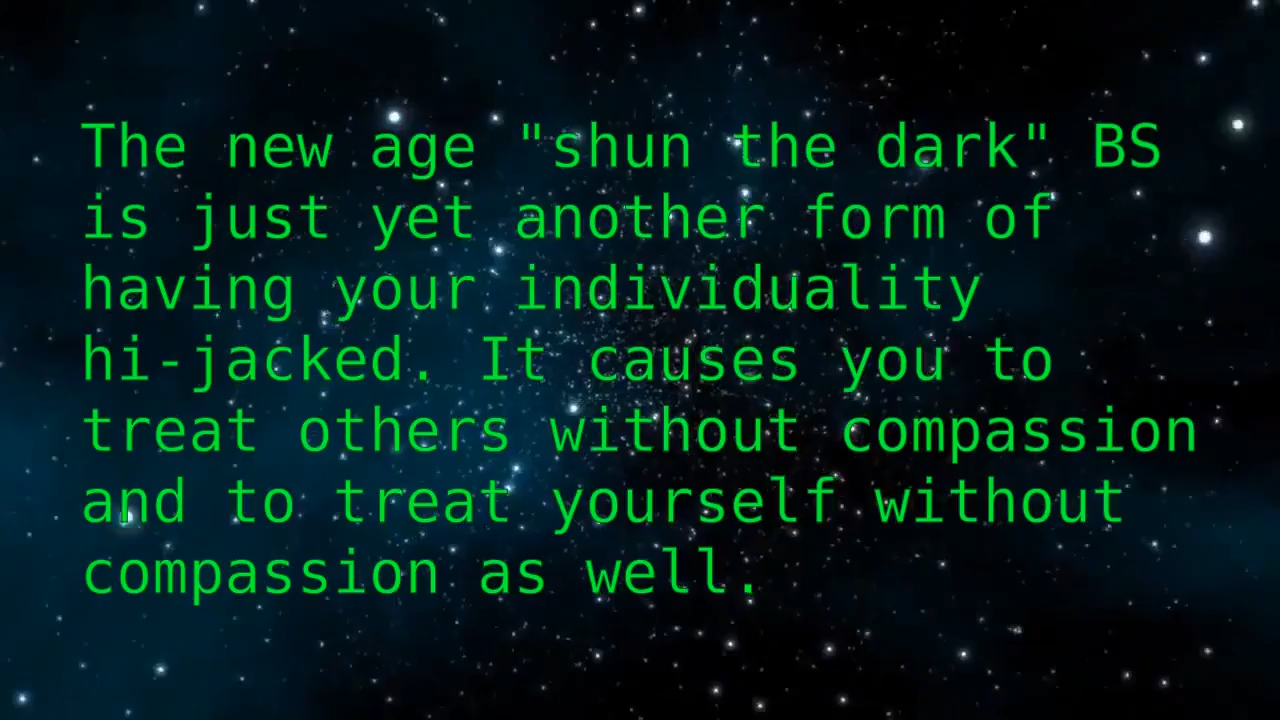 The new age "shun the dark" BS
is just yet another form of
having your individuality
hi-jacked. It causes you to
treat others without compassion
and to treat yourself without
compassion as well.